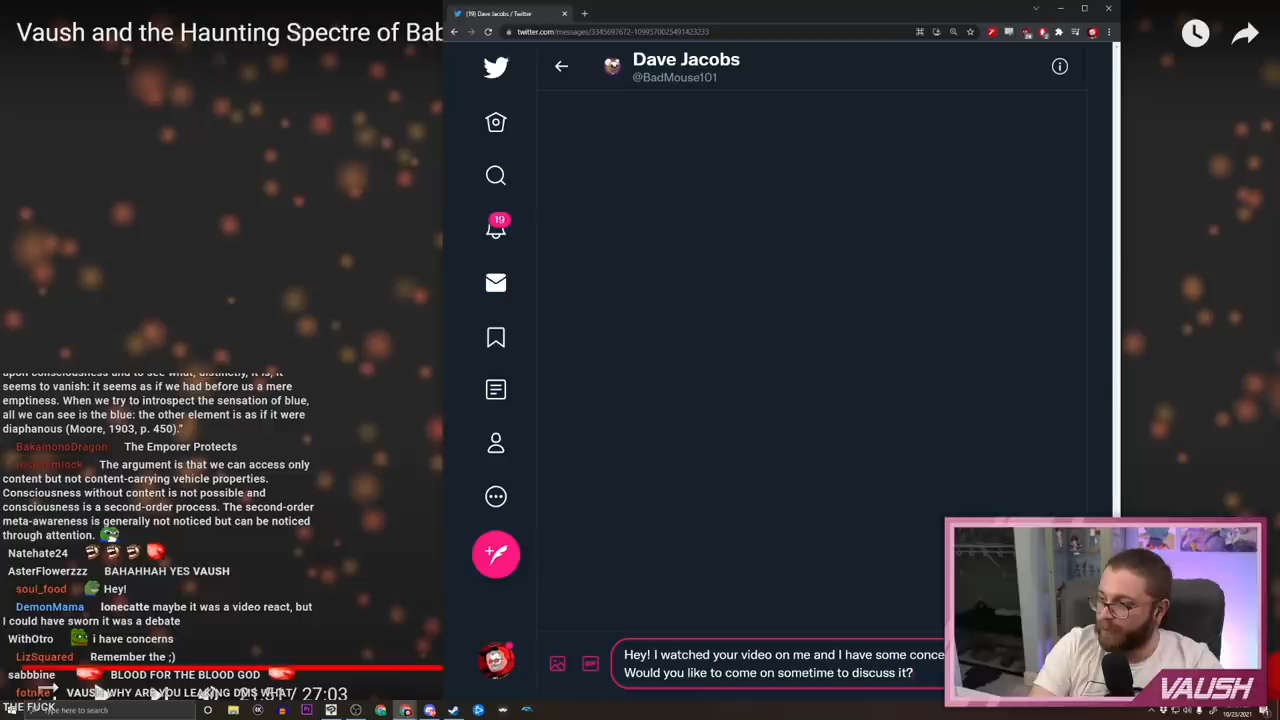 Vaush and the Haunting Spectre of Bab
(19) Dave Jacobs / Twitter
twitter.com/messages/3345697672-1099570025491423233
Dave Jacobs
@BadMouse101
19
upon consciousness and to see what, distinctly, it is, it
seems to vanish: it seems as if we had before us a mere
emptiness. When we try to introspect the sensation of blue,
all we can see is the blue: the other element is as if it were
diaphanous (Moore, 1903, p. 450)."
BakamonoDragon The Emporer Protects
The argument is that we can access only
content but not content-carrying vehicle properties.
Consciousness without content is not possible and
consciousness is a second-order process. The second-order
meta-awareness is generally not noticed but can be noticed
through attention.
Natehate24
AsterFlowerzzz BAHAHHAH YES VAUSH
soui_food Hey!
DemonMama lonecatte maybe it was a video react, but
I could have sworn it was a debate
WithOtro i have concerns
LizSquared Remember the ;)
sabbbine BLOOD FOR THE BLOOD GOD
VAUSH WHY ARE YOU LEAKING DM'S WHAT
THE FUCK
/ 27:03
Hey! I watched your video on me and I have some conce
Would you like to come on sometime to discuss it?
VAUSH
Type here to search
10/23/2021